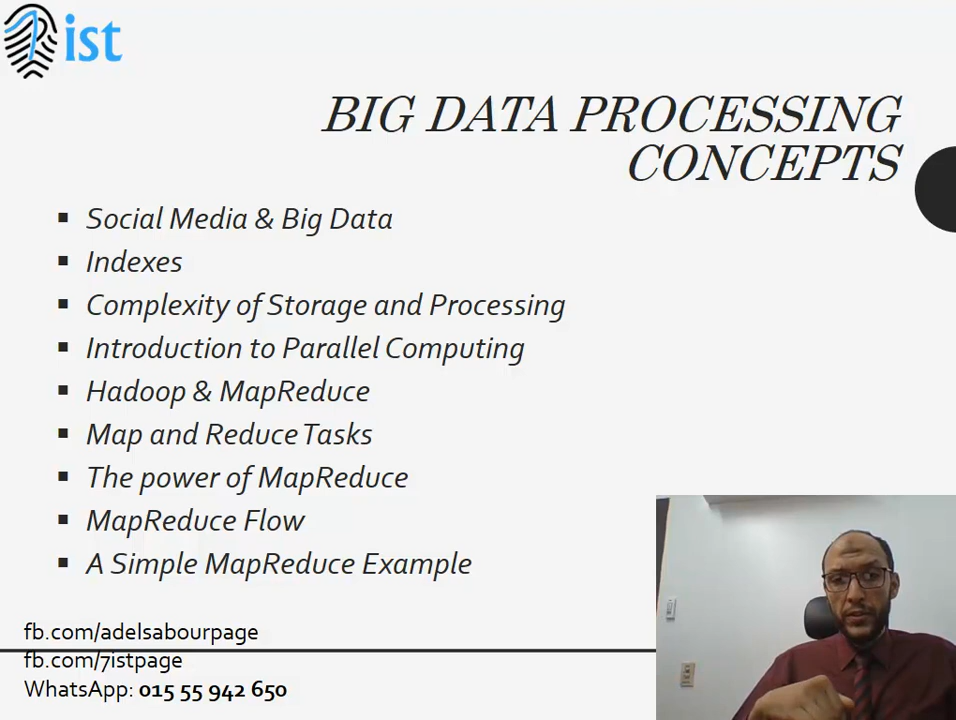 ist
BIG DATA PROCESSING
CONCEPTS
Social Media & Big Data
Indexes
Complexity of Storage and Processing
Introduction to Parallel Computing
Hadoop & MapReduce
Map and Reduce Tasks
The power of MapReduce
MapReduce Flow
A Simple MapReduce Example
fb.com/adelsabourpage
fb.com/7istpage
WhatsApp: 015 55 942 650